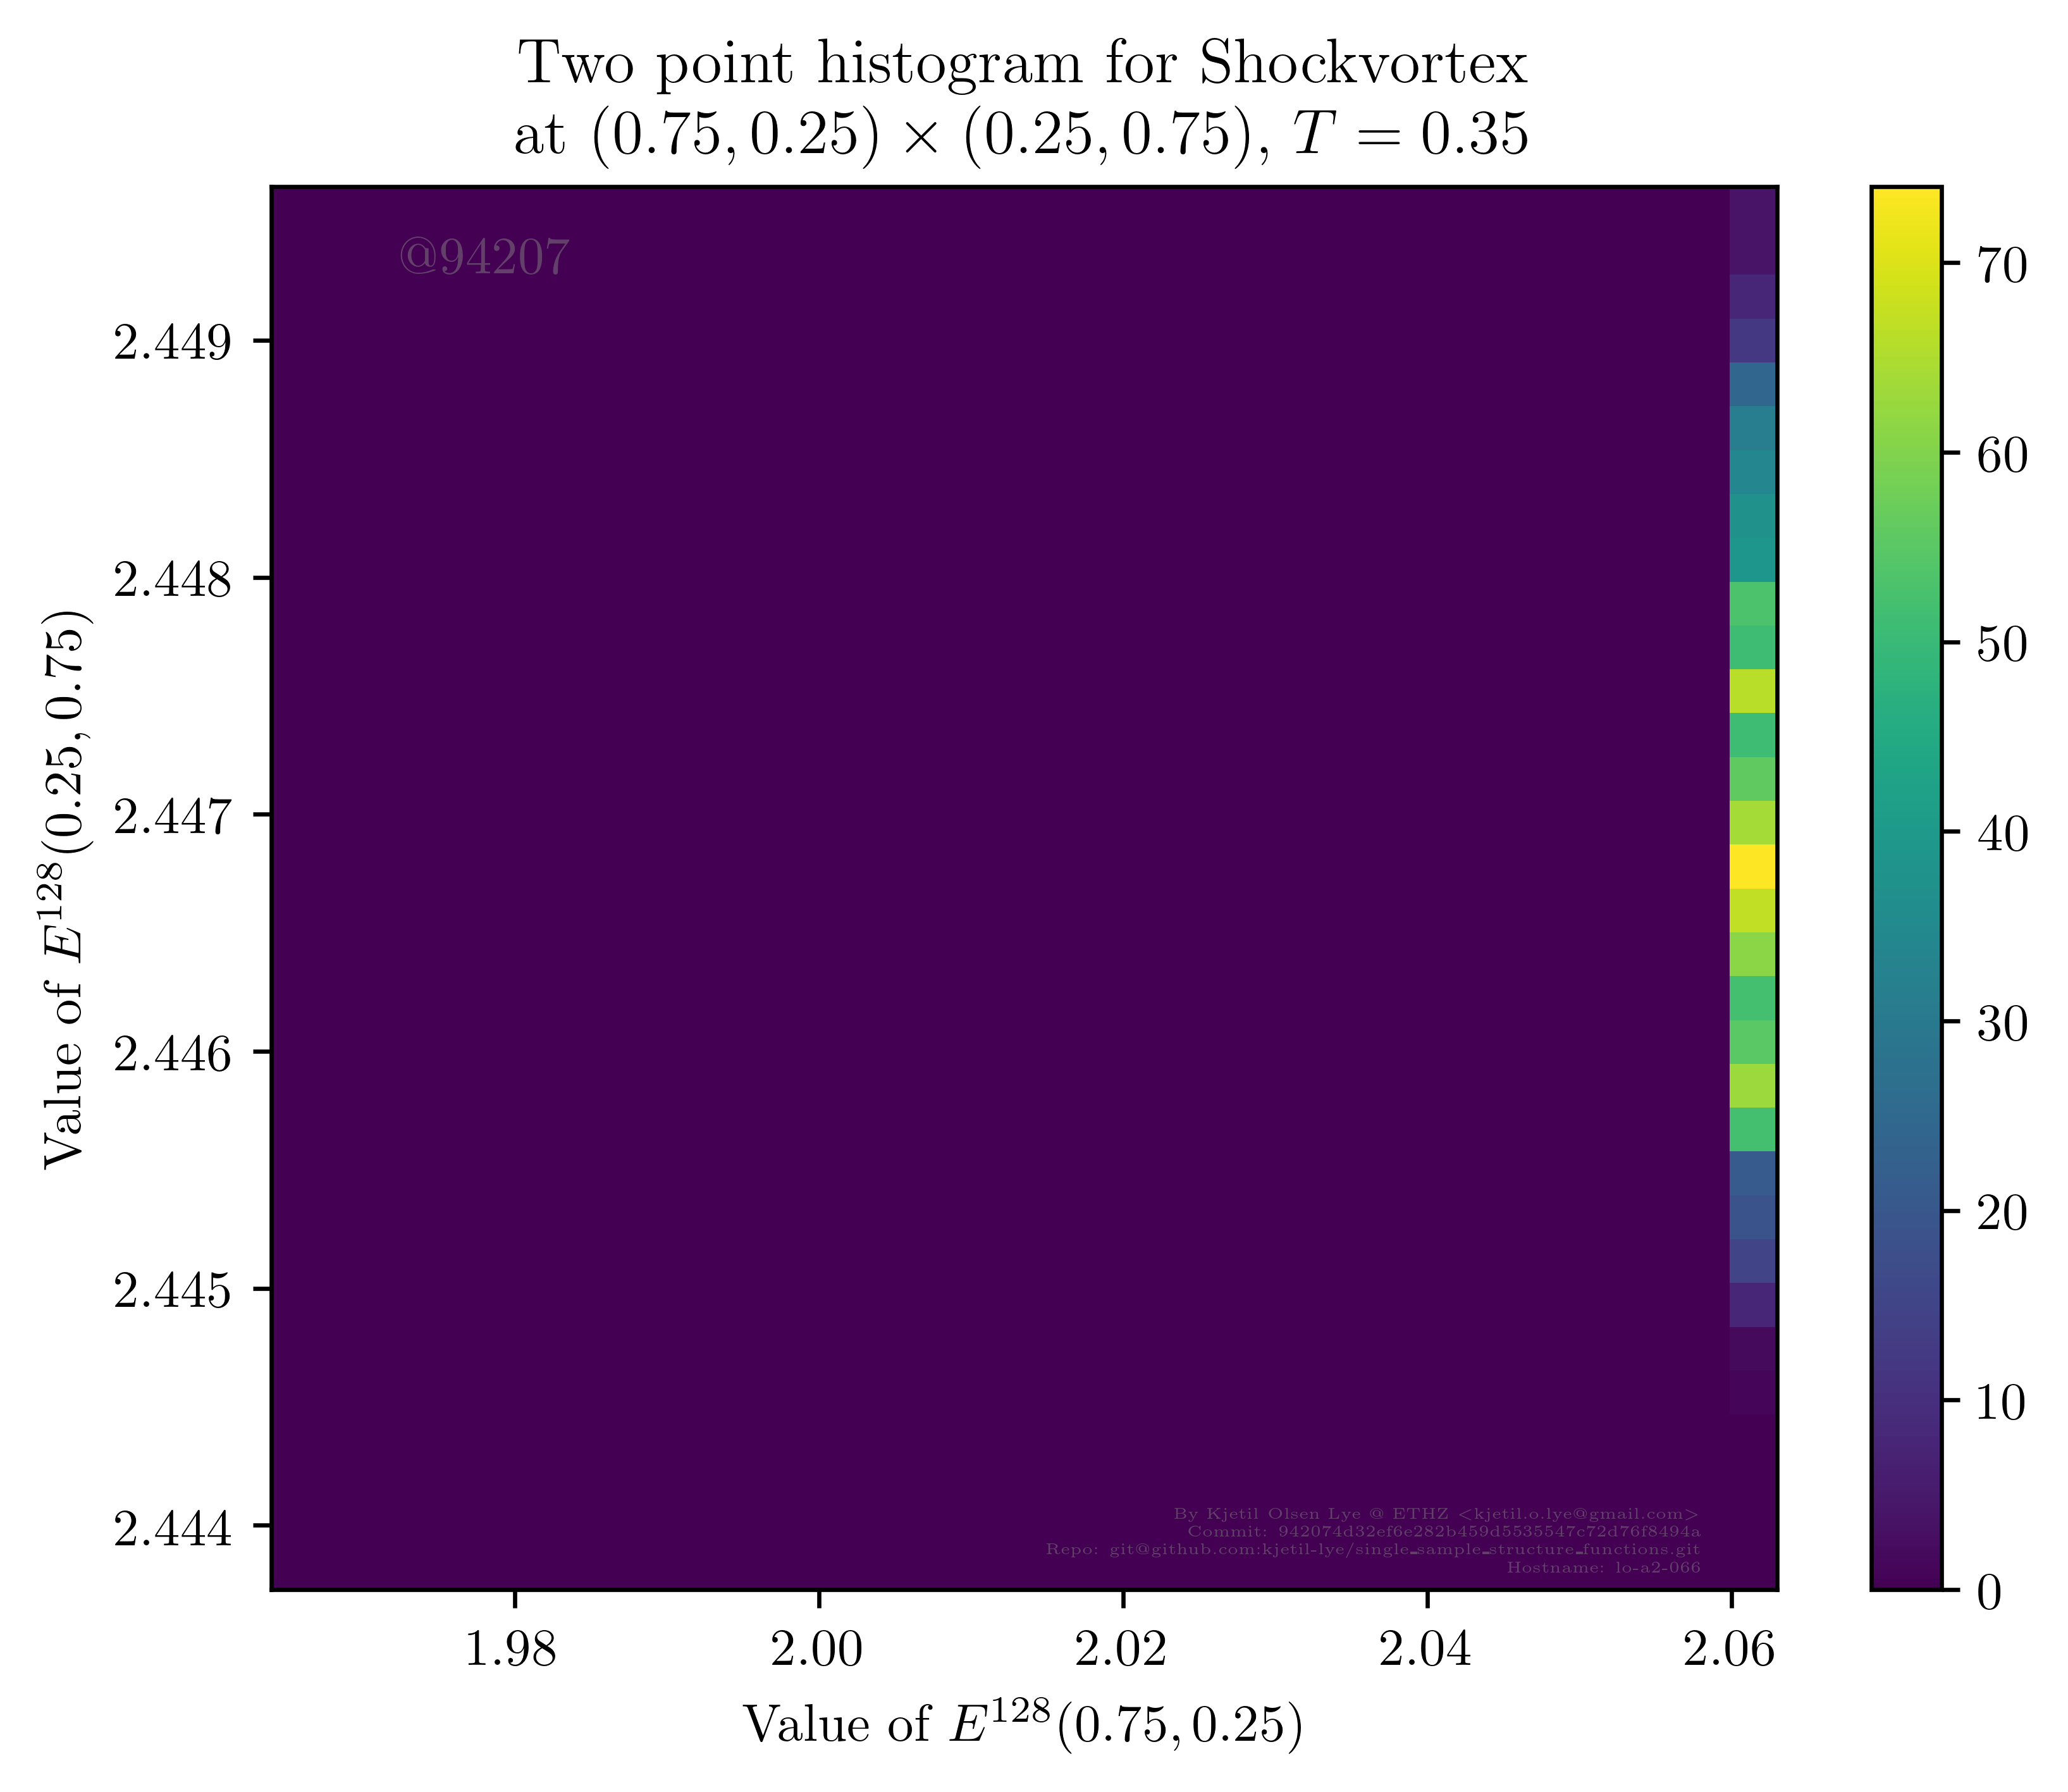 Two point histogram for Shockvortex
at (0.75, 0.25) × (0.25, 0.75), T = 0.35
@94207
2.449
2.448
2.447
2.446
2.445
2.444
Value of E¹²⁸(0.25, 0.75)
70
60
50
40
30
20
10
0
By Kjetil Olsen Lye @ ETHZ <kjetil.o.lye@gmail.com>
Commit: 942074d32ef6e282b459d5535547c72d76f8494a
Repo: git@github.com:kjetil-lye/single_sample_structure_functions.git
Hostname: lo-a2-066
1.98 2.00 2.02 2.04 2.06
Value of E¹²⁸(0.75, 0.25)